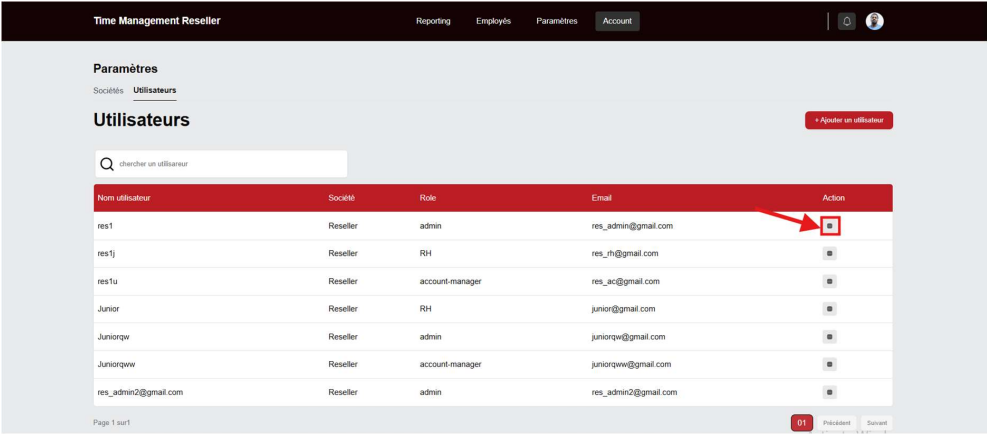 Time Management Reseller Reporting Employés Paramètres Account
Paramètres
Sociétés Utilisateurs
Utilisateurs
+ Ajouter un utilisateur
chercher un utilisareur
Nom utilisateur Société Role Email Action
res1 Reseller admin res_admin@gmail.com
res1j Reseller RH res_rh@gmail.com
res1u Reseller account-manager res_ac@gmail.com
Junior Reseller RH junior@gmail.com
Juniorqw Reseller admin juniorqw@gmail.com
Juniorqww Reseller account-manager juniorqww@gmail.com
res_admin2@gmail.com Reseller admin res_admin2@gmail.com
Page 1 sur1 01 Précédent Suivant